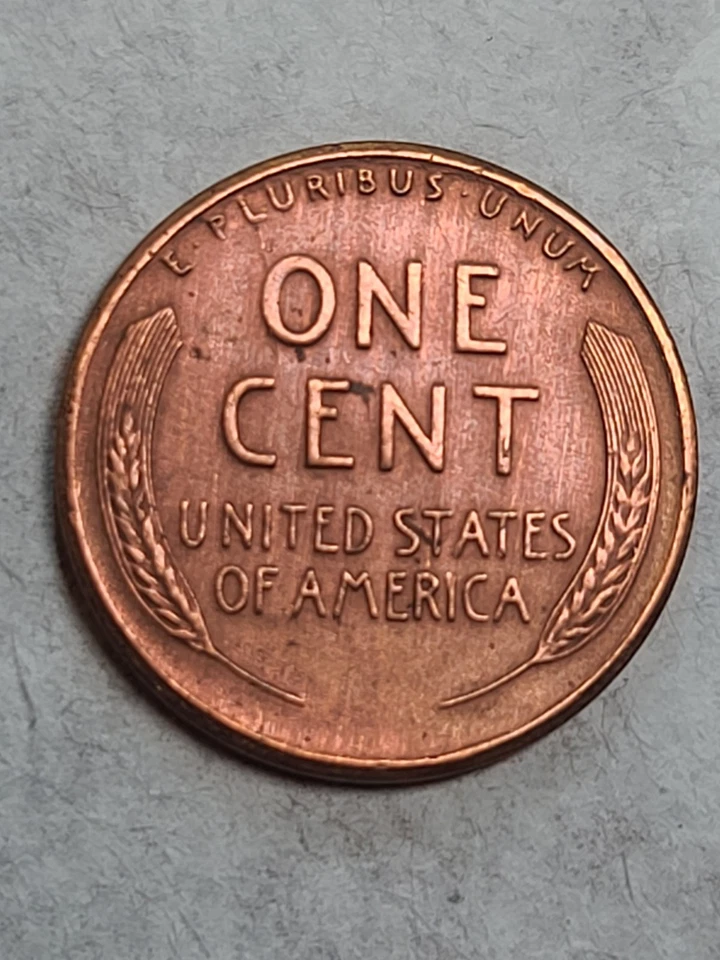 E · PLURIBUS · UNUM
ONE
CENT
UNITED STATES
OF AMERICA